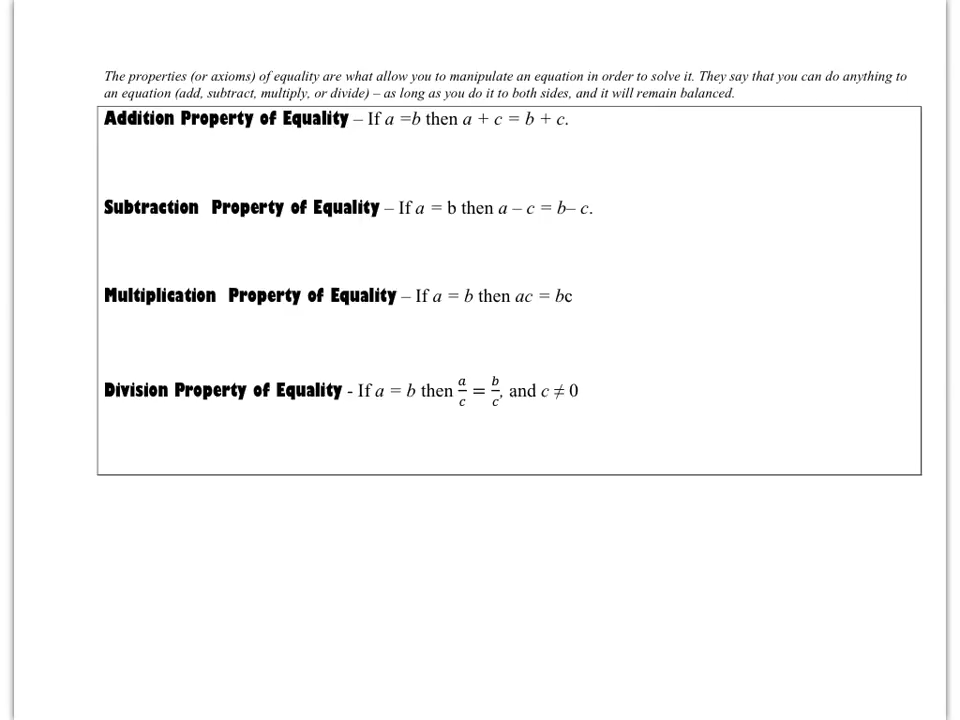 The properties (or axioms) of equality are what allow you to manipulate an equation in order to solve it. They say that you can do anything to
an equation (add, subtract, multiply, or divide) – as long as you do it to both sides, and it will remain balanced.
Addition Property of Equality – If a =b then a + c = b + c.
Subtraction Property of Equality – If a = b then a – c = b– c.
Multiplication Property of Equality – If a = b then ac = bc
Division Property of Equality - If a = b then a/c = b/c, and c ≠ 0